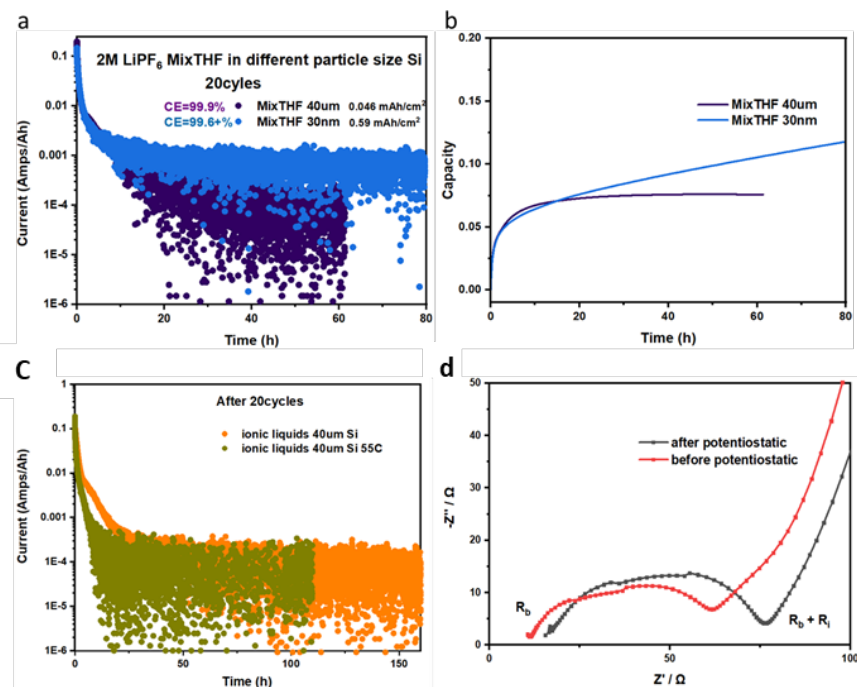 a
2M LiPF6 MixTHF in different particle size Si
20cyles
CE=99.9% MixTHF 40um 0.046 mAh/cm²
CE=99.6+% MixTHF 30nm 0.59 mAh/cm²
Current (Amps/Ah)
0.1
0.01
0.001
1E-4
1E-5
1E-6
0 20 40 60 80
Time (h)
b
MixTHF 40um
MixTHF 30nm
Capacity
0.20
0.15
0.10
0.05
0.00
0 20 40 60 80
Time (h)
C
After 20cycles
ionic liquids 40um Si
ionic liquids 40um Si 55C
Current (Amps/Ah)
1
0.1
0.01
0.001
1E-4
1E-5
1E-6
0 50 100 150
Time (h)
d
after potentiostatic
before potentiostatic
-Z'' / Ω
50
40
30
20
10
0
Rb
Rb + Ri
0 50 100
Z' / Ω